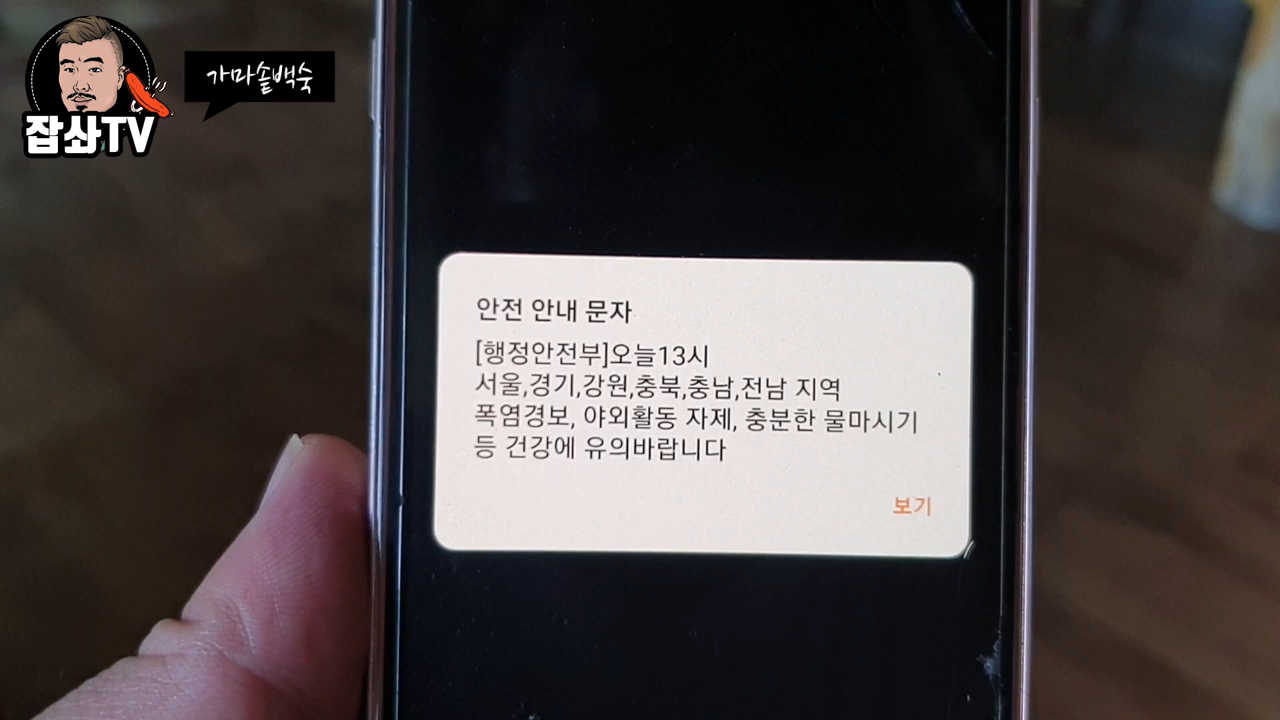 가마솥백숙
잡솨TV
안전 안내 문자
[행정안전부]오늘13시
서울,경기,강원,충북,충남,전남 지역
폭염경보, 야외활동 자제, 충분한 물마시기
등 건강에 유의바랍니다
보기